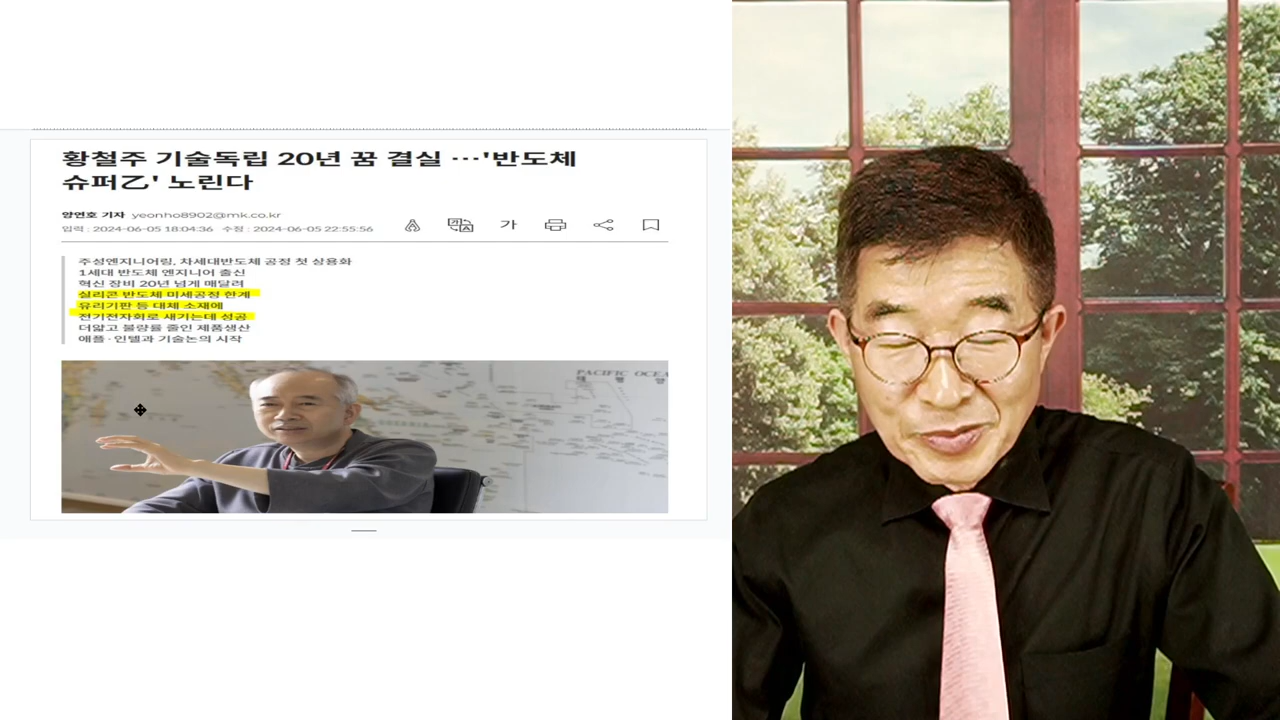 황철주 기술독립 20년 꿈 결실 …'반도체
슈퍼乙' 노린다
양연호 기자 yeonho8902@mk.co.kr
입력 : 2024-06-05 18:04:36 수정 : 2024-06-05 22:55:56
가
주성엔지니어링, 차세대반도체 공정 첫 상용화
1세대 반도체 엔지니어 출신
혁신 장비 20년 넘게 매달려
실리콘 반도체 미세공정 한계
유리기판 등 대체 소재에
전기전자회로 새기는데 성공
더얇고 불량률 줄인 제품생산
애플·인텔과 기술논의 시작
PACIFIC OCEA
태 평 양